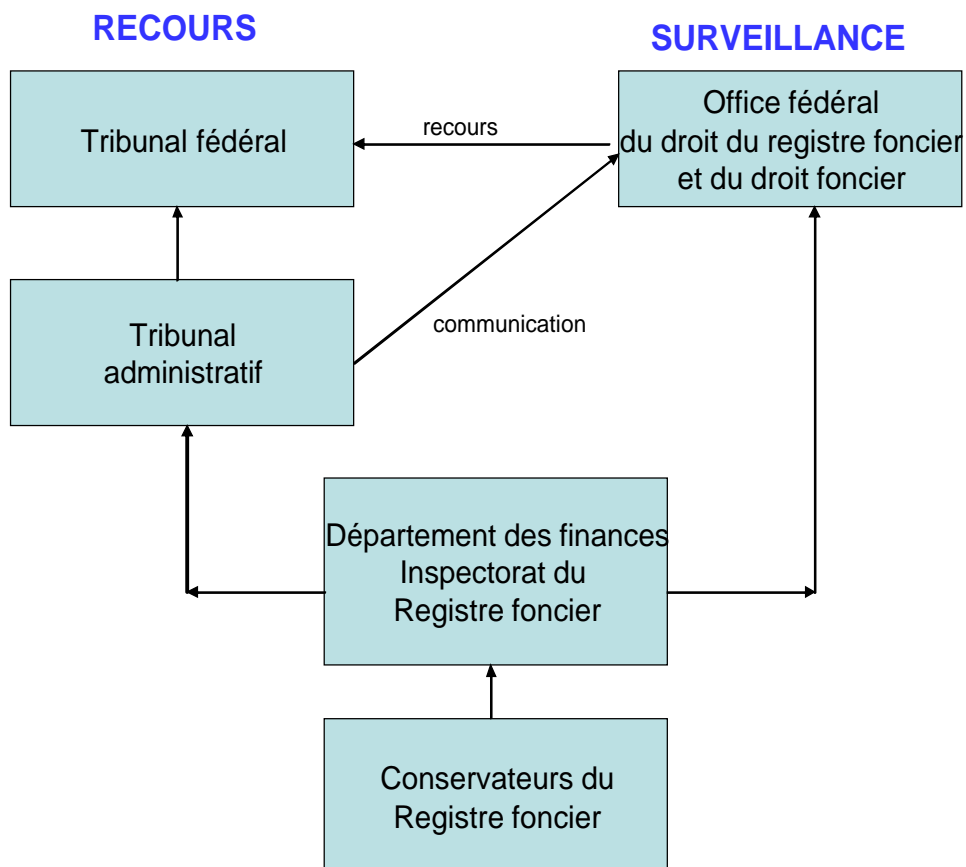 RECOURS
SURVEILLANCE
Tribunal fédéral
recours
Office fédéral
du droit du registre foncier
et du droit foncier
Tribunal
administratif
communication
Département des finances
Inspectorat du
Registre foncier
Conservateurs du
Registre foncier